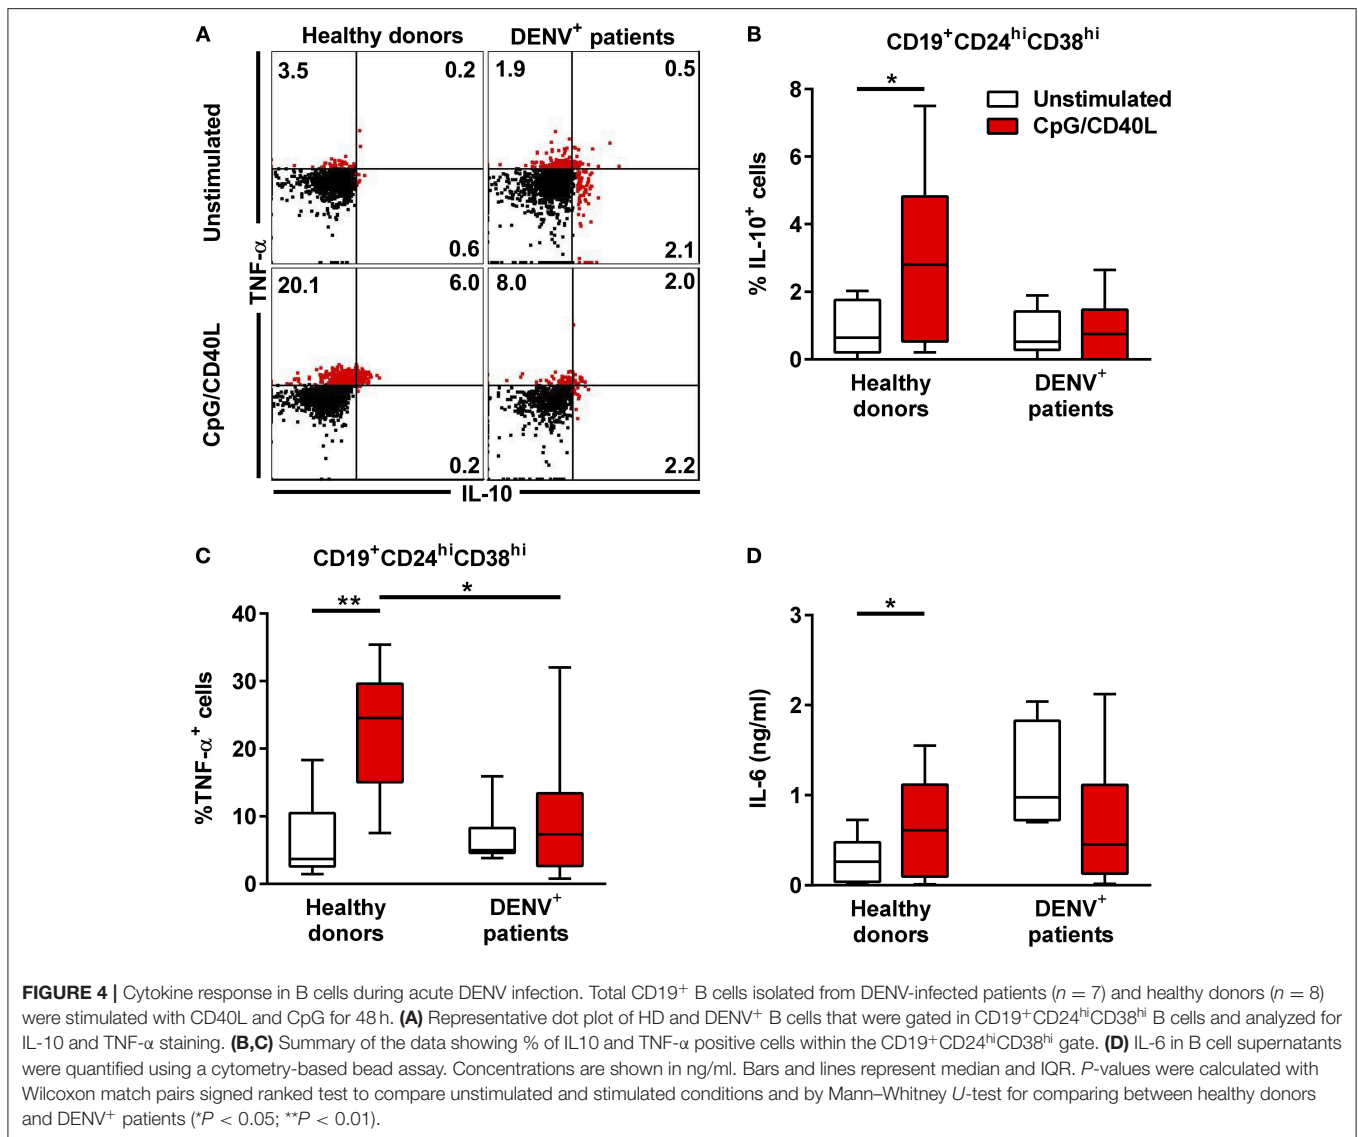 A
Healthy donors
DENV⁺ patients
Unstimulated
3.5
0.2
0.6
1.9
0.5
2.1
TNF-α
CpG/CD40L
20.1
6.0
0.2
8.0
2.0
2.2
IL-10
B
CD19⁺CD24ʰⁱCD38ʰⁱ
% IL-10⁺ cells
8
6
4
2
0
*
Unstimulated
CpG/CD40L
Healthy
donors
DENV⁺
patients
C
CD19⁺CD24ʰⁱCD38ʰⁱ
%TNF-α⁺ cells
40
30
20
10
0
**
*
Healthy
donors
DENV⁺
patients
D
IL-6 (ng/ml)
3
2
1
0
*
Healthy
donors
DENV⁺
patients
FIGURE 4 | Cytokine response in B cells during acute DENV infection. Total CD19⁺ B cells isolated from DENV-infected patients (n = 7) and healthy donors (n = 8)
were stimulated with CD40L and CpG for 48 h. (A) Representative dot plot of HD and DENV⁺ B cells that were gated in CD19⁺CD24ʰⁱCD38ʰⁱ B cells and analyzed for
IL-10 and TNF-α staining. (B,C) Summary of the data showing % of IL10 and TNF-α positive cells within the CD19⁺CD24ʰⁱCD38ʰⁱ gate. (D) IL-6 in B cell supernatants
were quantified using a cytometry-based bead assay. Concentrations are shown in ng/ml. Bars and lines represent median and IQR. P-values were calculated with
Wilcoxon match pairs signed ranked test to compare unstimulated and stimulated conditions and by Mann–Whitney U-test for comparing between healthy donors
and DENV⁺ patients (*P < 0.05; **P < 0.01).